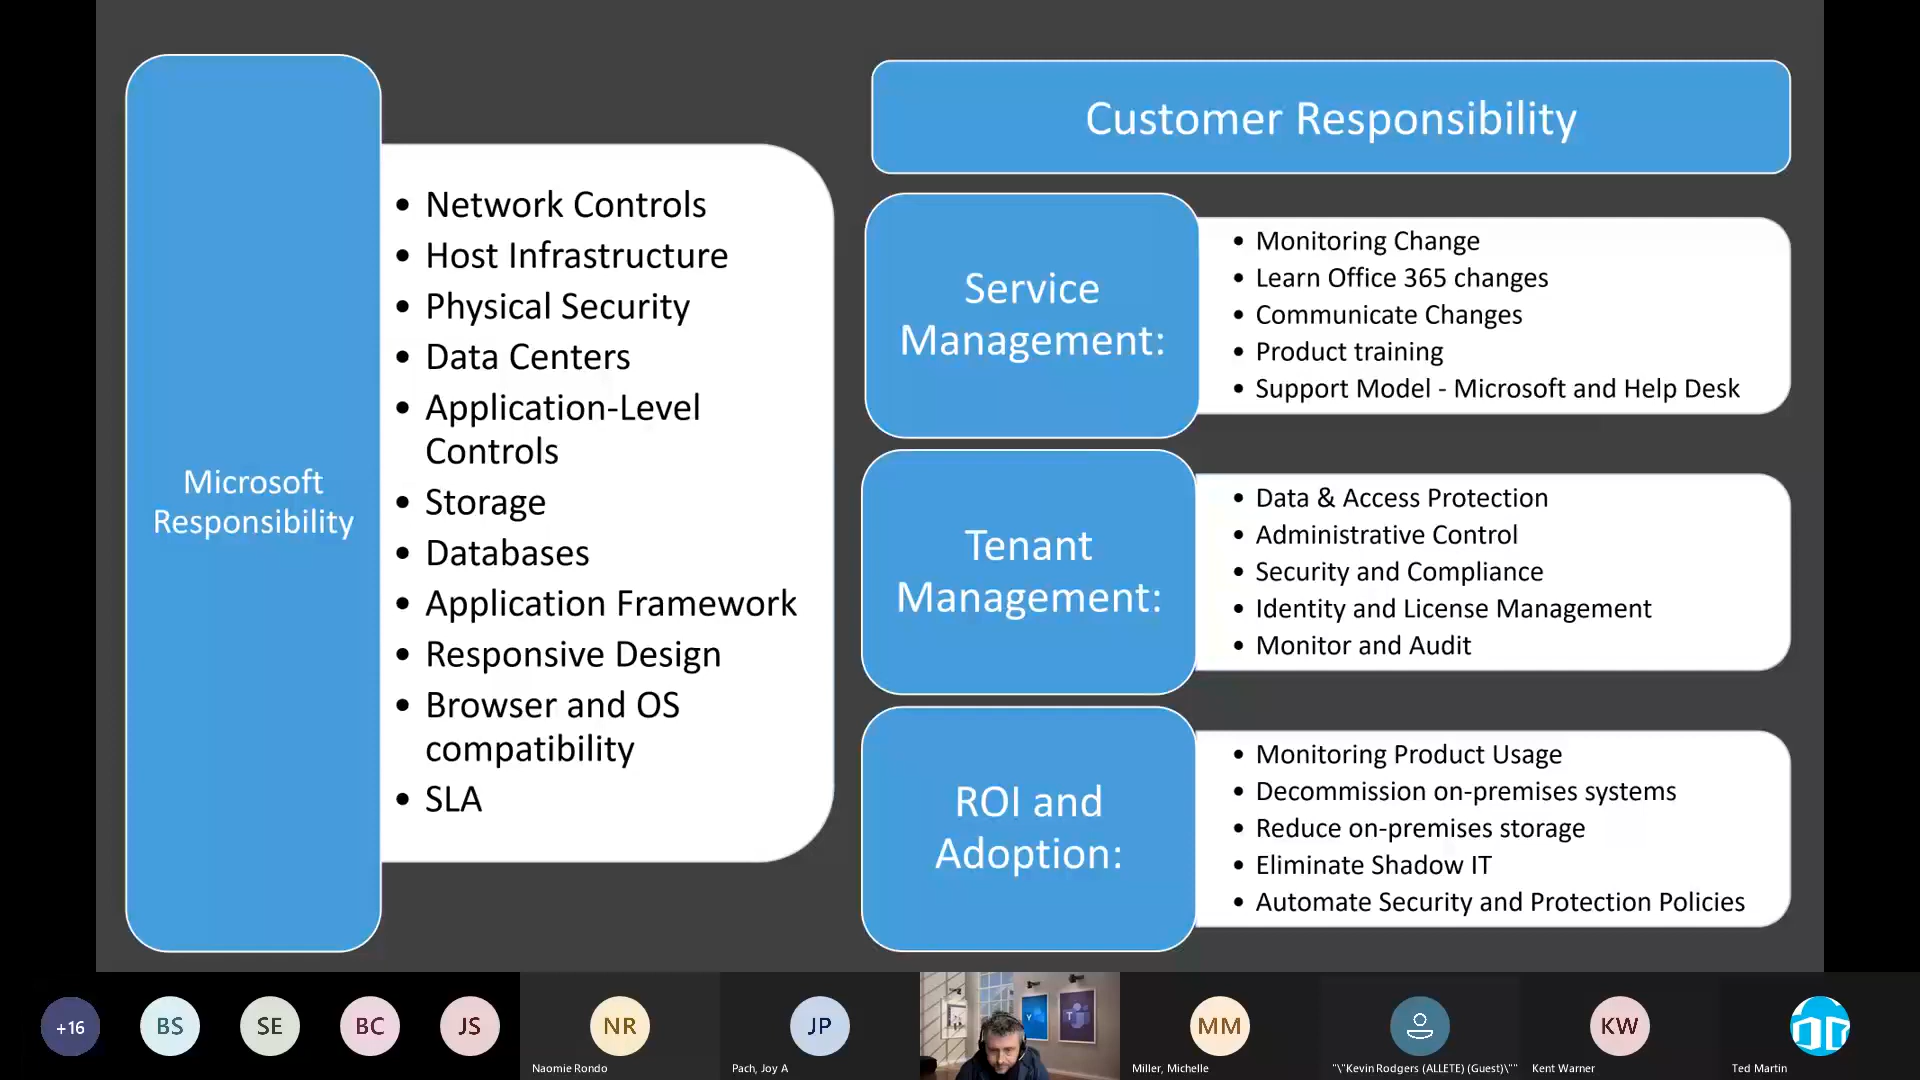 Microsoft
Responsibility
• Network Controls
• Host Infrastructure
• Physical Security
• Data Centers
• Application-Level
Controls
• Storage
• Databases
• Application Framework
• Responsive Design
• Browser and OS
compatibility
• SLA
Customer Responsibility
Service
Management:
• Monitoring Change
• Learn Office 365 changes
• Communicate Changes
• Product training
• Support Model - Microsoft and Help Desk
Tenant
Management:
• Data & Access Protection
• Administrative Control
• Security and Compliance
• Identity and License Management
• Monitor and Audit
ROI and
Adoption:
• Monitoring Product Usage
• Decommission on-premises systems
• Reduce on-premises storage
• Eliminate Shadow IT
• Automate Security and Protection Policies
+16
BS
SE
BC
JS
NR
Naomie Rondo
JP
Pach, Joy A
Y
T
MM
Miller, Michelle
"\"Kevin Rodgers (ALLETE) (Guest)\""
KW
Kent Warner
Ted Martin